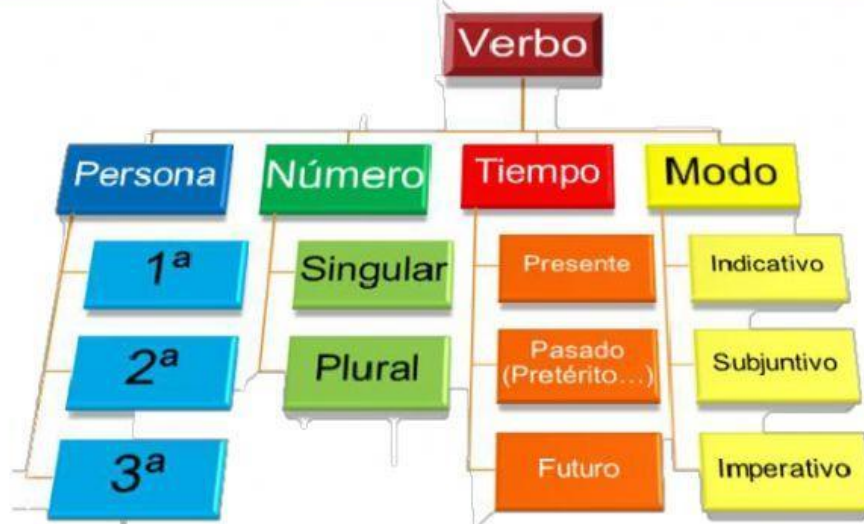 Verbo
Persona
Número
Tiempo
Modo
1ª
Singular
Presente
Indicativo
2ª
Plural
Pasado
(Pretérito...)
Subjuntivo
3ª
Futuro
Imperativo